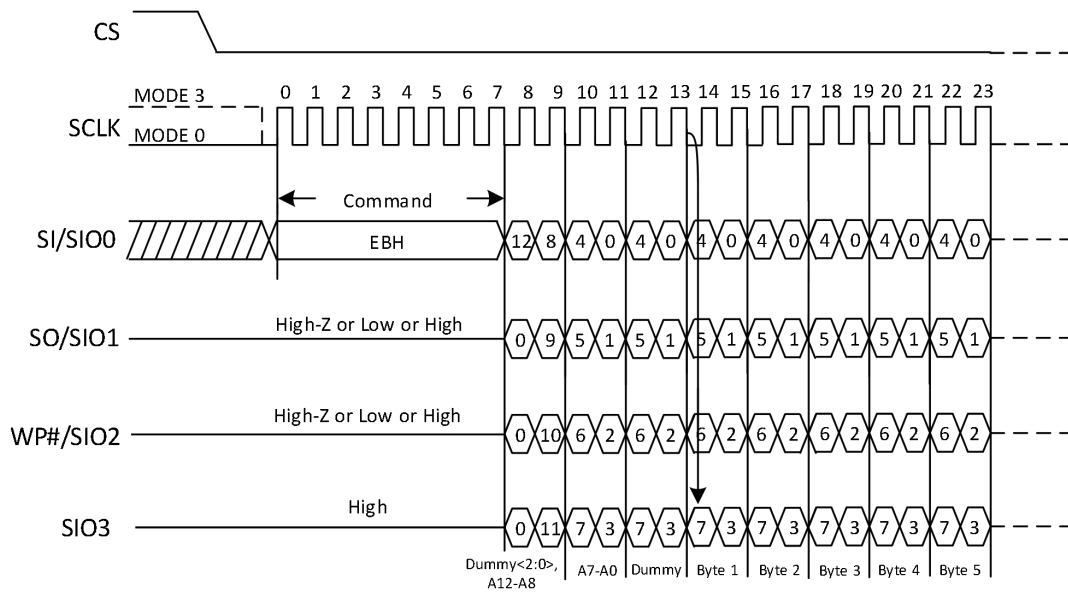 CS
0 1 2 3 4 5 6 7 8 9 10 11 12 13 14 15 16 17 18 19 20 21 22 23
MODE 3
SCLK
MODE 0
Command
SI/SIO0 EBH 12 8 4 0 4 0 4 0 4 0 4 0 4 0 4 0
High-Z or Low or High
SO/SIO1 0 9 5 1 5 1 5 1 5 1 5 1 5 1 5 1
High-Z or Low or High
WP#/SIO2 0 10 6 2 6 2 6 2 6 2 6 2 6 2 6 2
High
SIO3 0 11 7 3 7 3 7 3 7 3 7 3 7 3 7 3
Dummy<2:0>, A7-A0 Dummy Byte 1 Byte 2 Byte 3 Byte 4 Byte 5
A12-A8